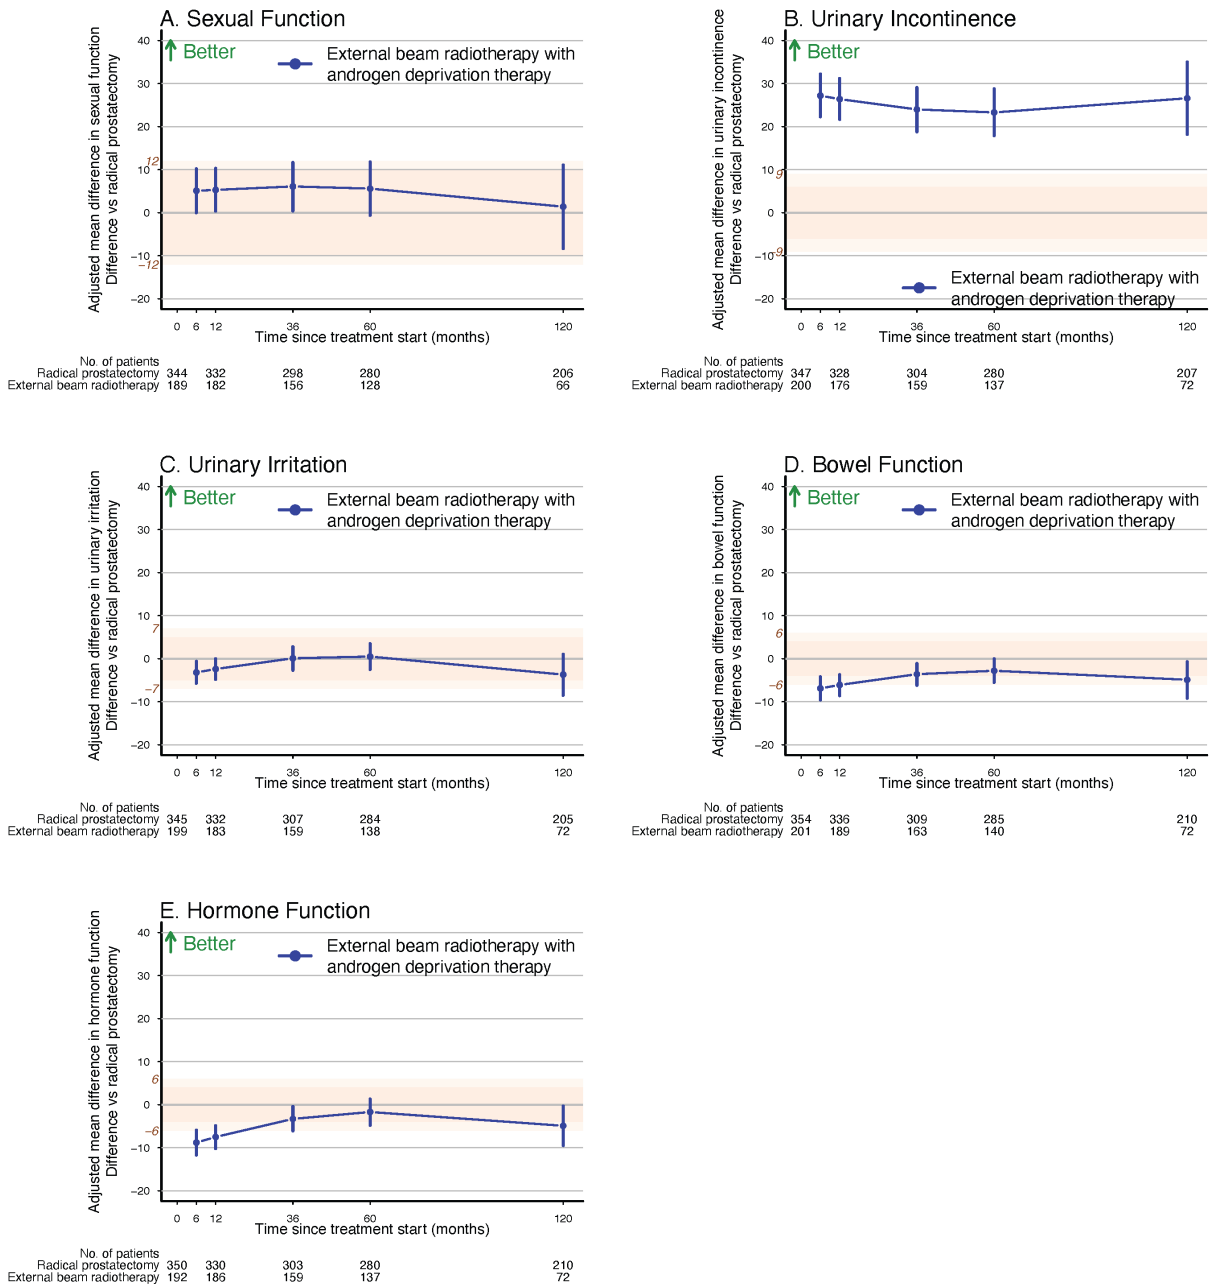 A. Sexual Function
Adjusted mean difference in sexual function
Difference vs radical prostatectomy
Better
External beam radiotherapy with
androgen deprivation therapy
40
30
20
12
10
0
−10
−12
−20
0 6 12 36 60 120
Time since treatment start (months)
No. of patients
Radical prostatectomy 344 332 298 280 206
External beam radiotherapy 189 182 156 128 66
B. Urinary Incontinence
Adjusted mean difference in urinary incontinence
Difference vs radical prostatectomy
Better
40
30
20
10
9
0
−9
−10
−20
External beam radiotherapy with
androgen deprivation therapy
0 6 12 36 60 120
Time since treatment start (months)
No. of patients
Radical prostatectomy 347 328 304 280 207
External beam radiotherapy 200 176 159 137 72
C. Urinary Irritation
Adjusted mean difference in urinary irritation
Difference vs radical prostatectomy
Better
External beam radiotherapy with
androgen deprivation therapy
40
30
20
10
7
0
−7
−10
−20
0 6 12 36 60 120
Time since treatment start (months)
No. of patients
Radical prostatectomy 345 332 307 284 205
External beam radiotherapy 199 183 159 138 72
D. Bowel Function
Adjusted mean difference in bowel function
Difference vs radical prostatectomy
Better
External beam radiotherapy with
androgen deprivation therapy
40
30
20
10
6
0
−6
−10
−20
0 6 12 36 60 120
Time since treatment start (months)
No. of patients
Radical prostatectomy 354 336 309 285 210
External beam radiotherapy 201 189 163 140 72
E. Hormone Function
Adjusted mean difference in hormone function
Difference vs radical prostatectomy
Better
External beam radiotherapy with
androgen deprivation therapy
40
30
20
10
6
0
−6
−10
−20
0 6 12 36 60 120
Time since treatment start (months)
No. of patients
Radical prostatectomy 350 330 303 280 210
External beam radiotherapy 192 186 159 137 72